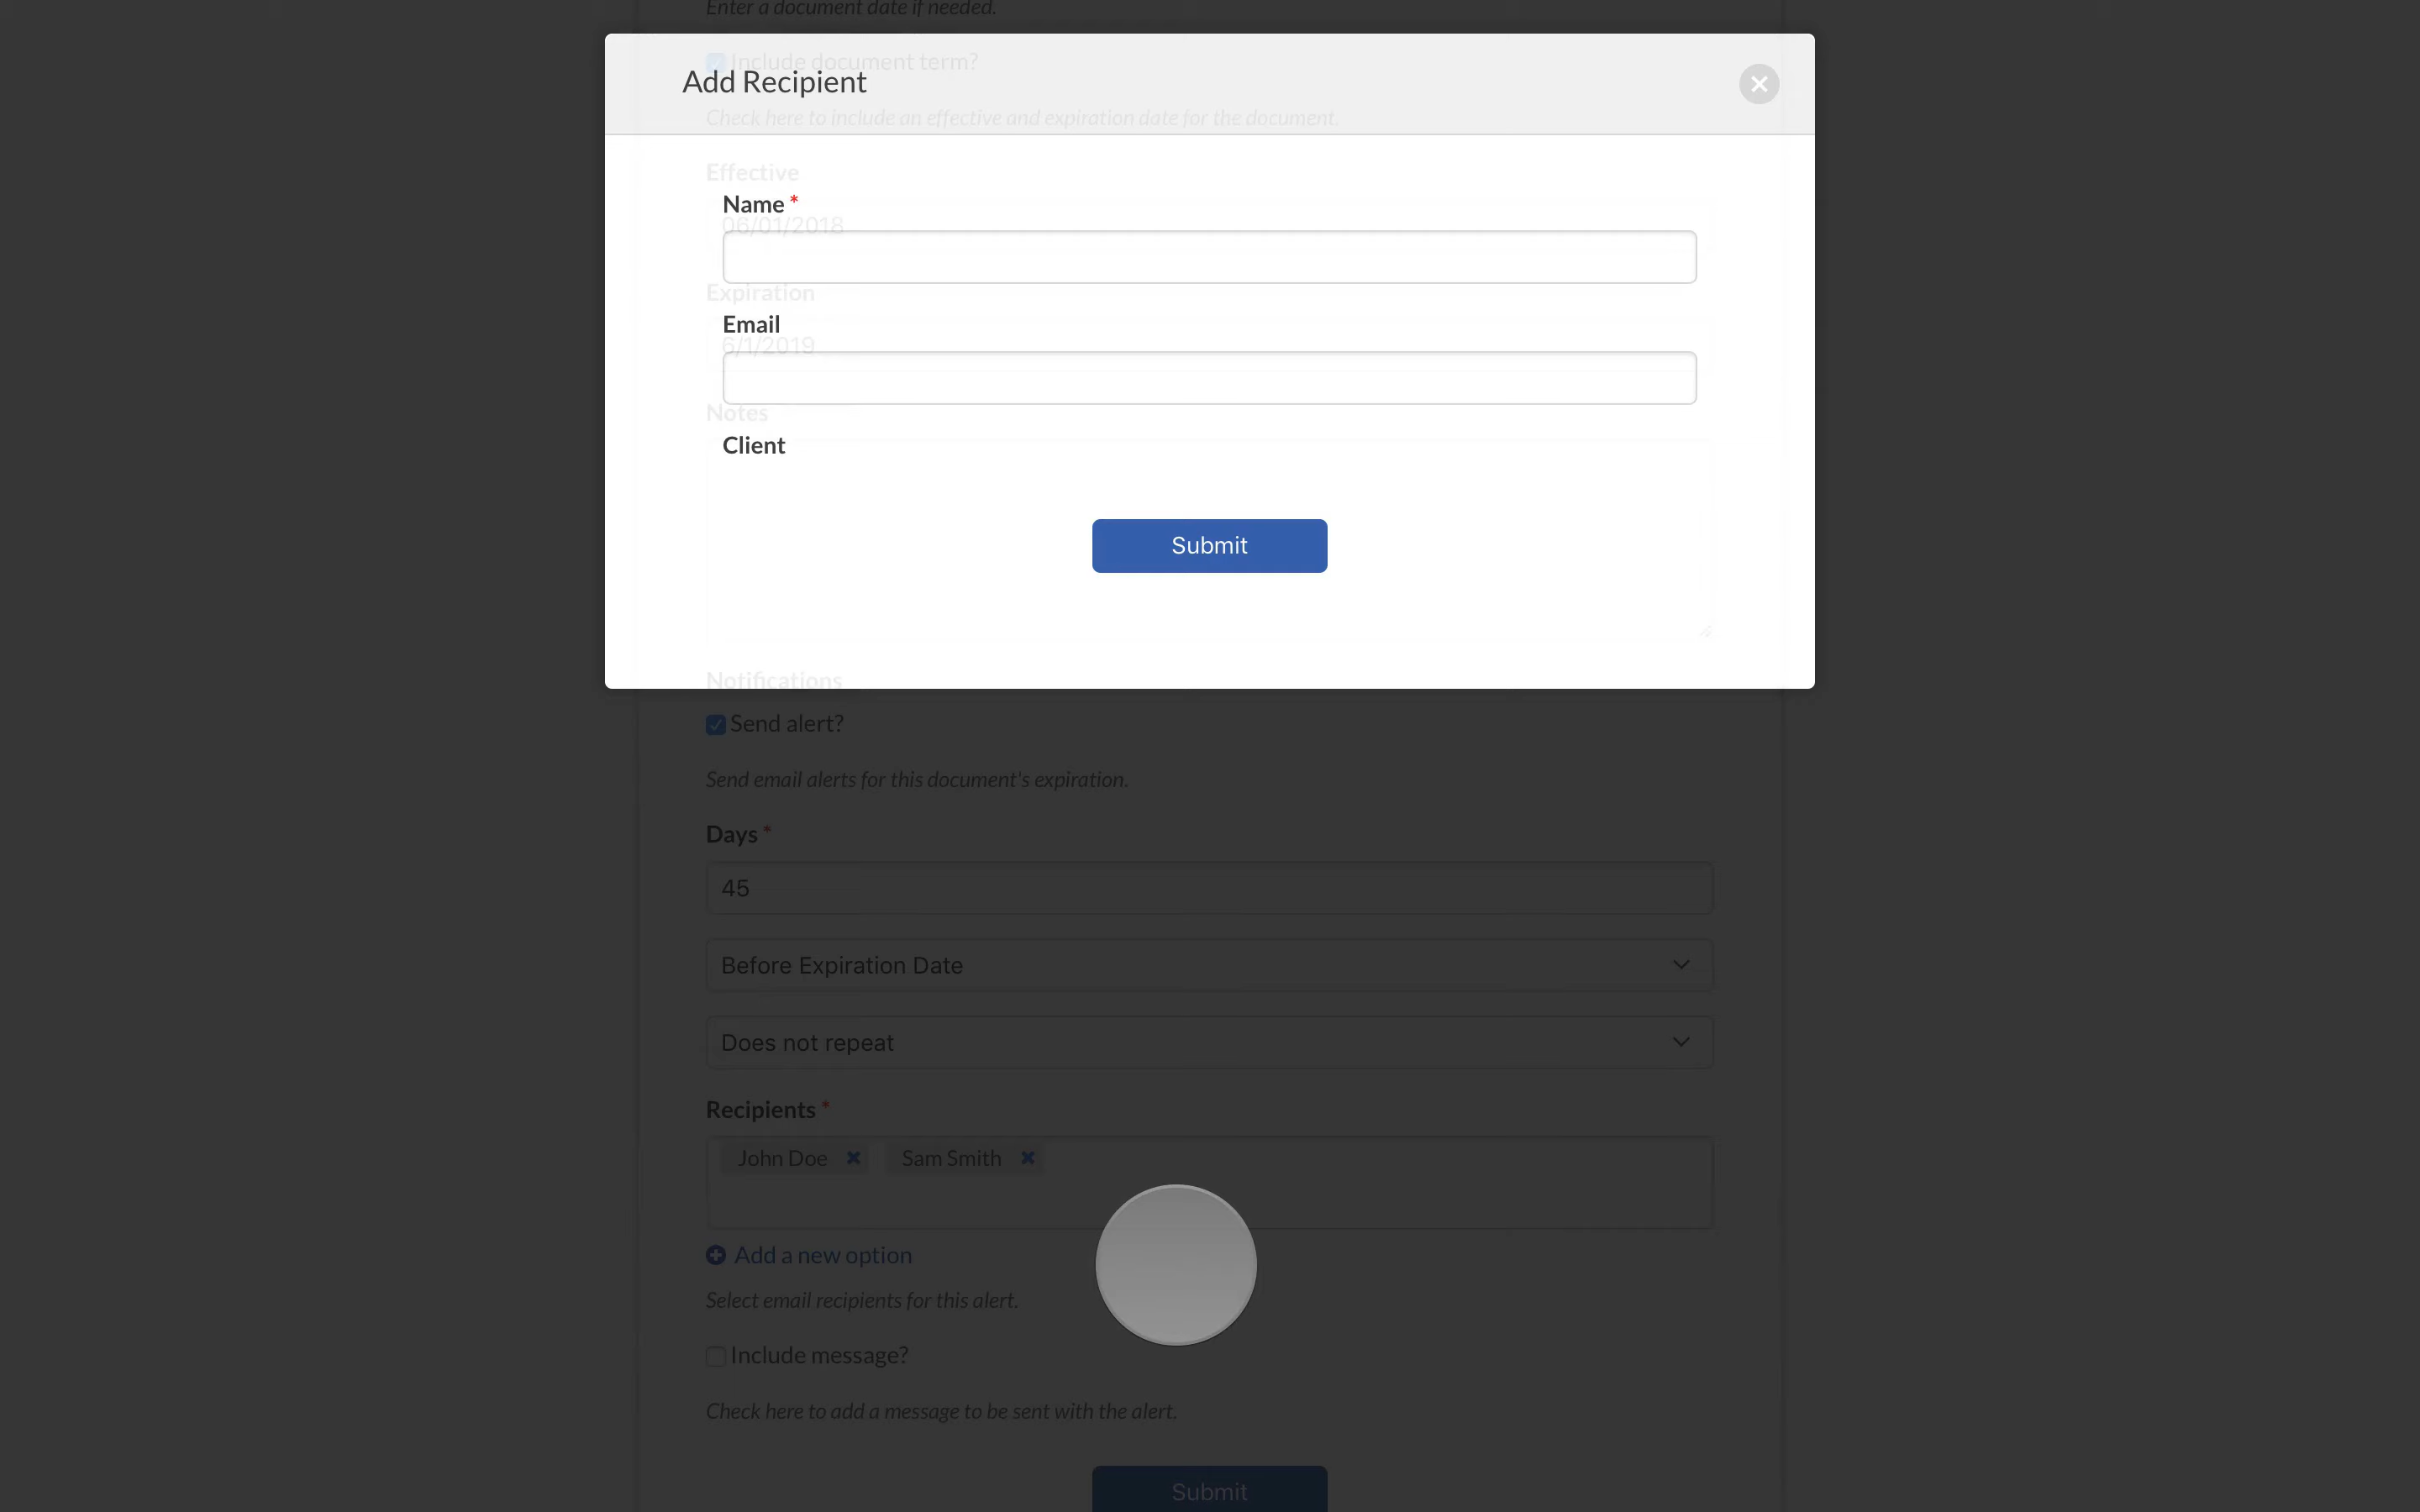 Enter a document date if needed.
Include document term?
Add Recipient
Check here to include an effective and expiration date for the document.
Effective
Name *
06/01/2018
Expiration
Email
6/1/2019
Notes
Client
Submit
Notifications
Send alert?
Send email alerts for this document's expiration.
Days *
45
Before Expiration Date
Does not repeat
Recipients *
John Doe Sam Smith
Add a new option
Select email recipients for this alert.
Include message?
Check here to add a message to be sent with the alert.
Submit